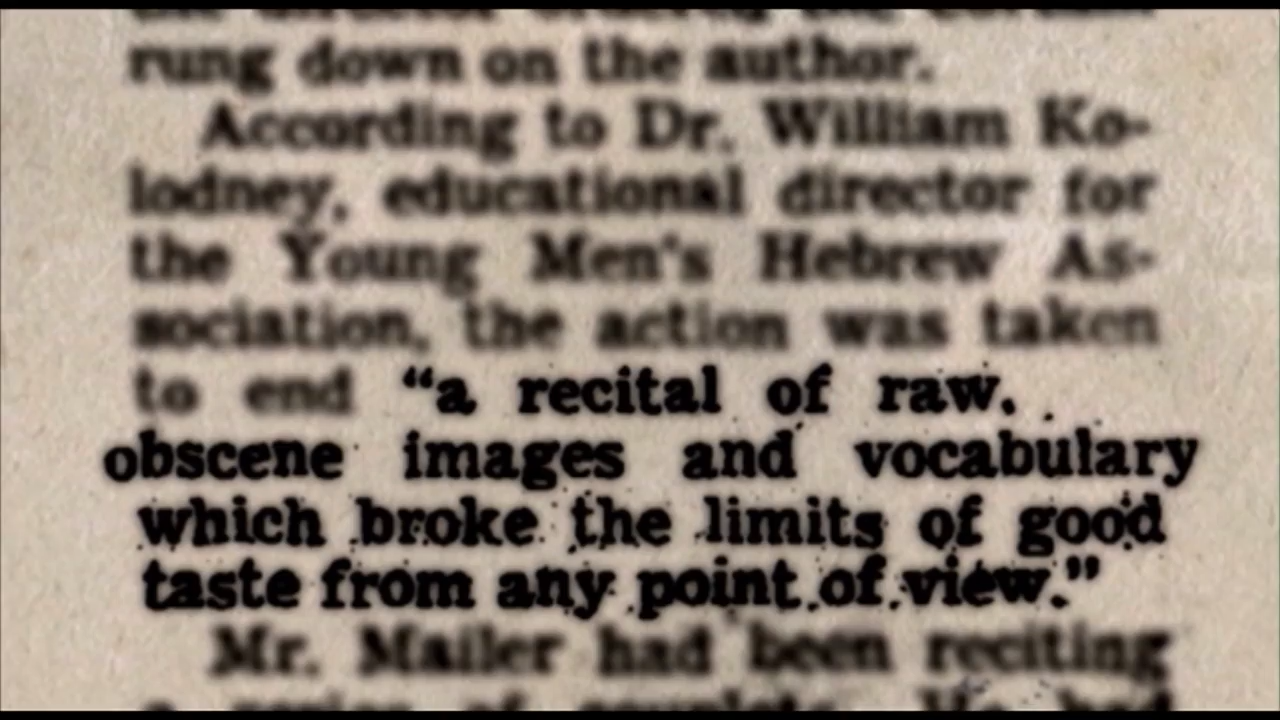 rung down on the author.
According to Dr. William Ko-
lodney, educational director for
the Young Men's Hebrew As-
sociation, the action was taken
to end “a recital of raw,
obscene images and vocabulary
which broke the limits of good
taste from any point of view.”
Mr. Mailer had been reciting